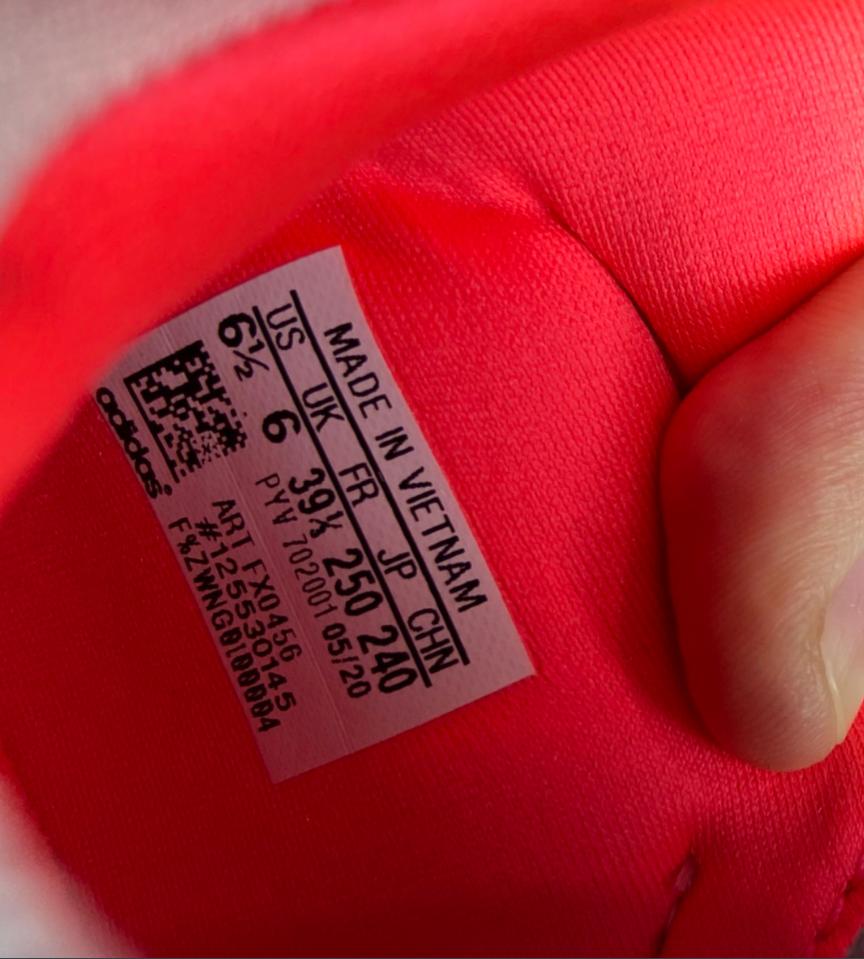 MADE IN VIETNAM
US UK FR JP CHN
6½ 6 39⅓ 250 240
PYV 702001 05/20
ART FX0456
#125530145
F%ZWNG0100004
adidas®